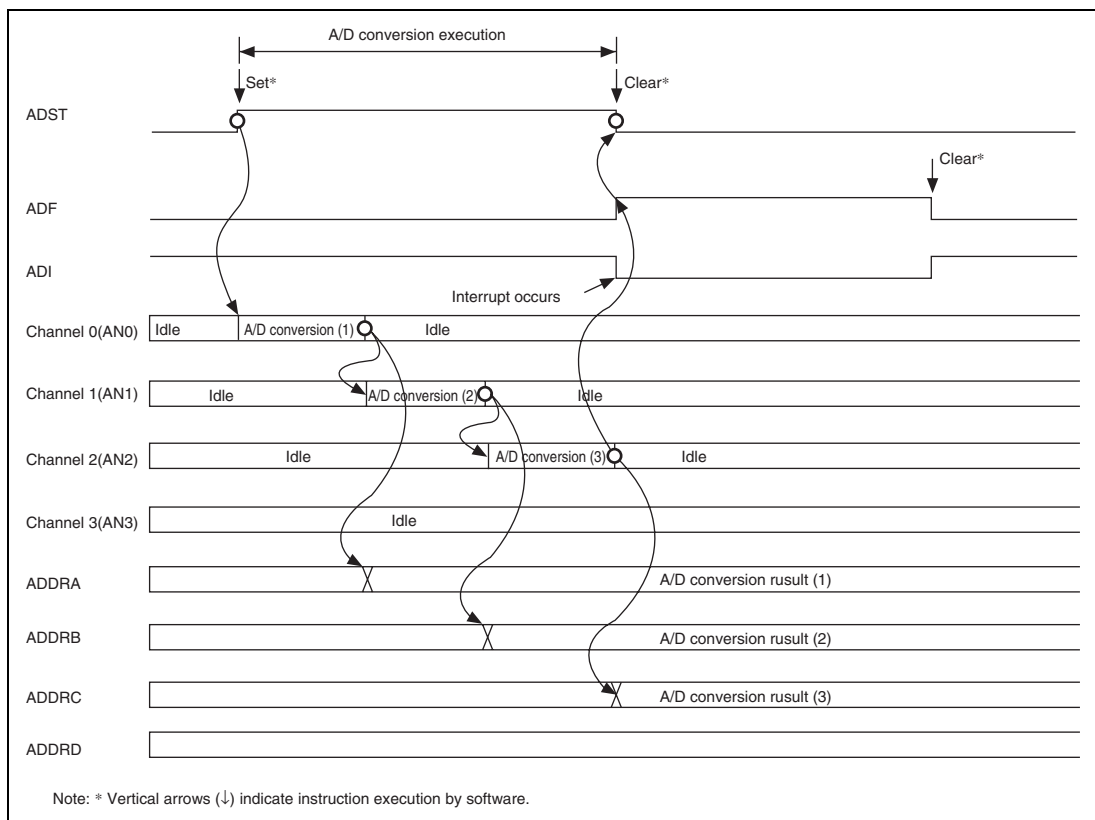 A/D conversion execution
Set*
Clear*
ADST
Clear*
ADF
ADI
Interrupt occurs
Channel 0(AN0)
Idle
A/D conversion (1)
Idle
Channel 1(AN1)
Idle
A/D conversion (2)
Idle
Channel 2(AN2)
Idle
A/D conversion (3)
Idle
Channel 3(AN3)
Idle
ADDRA
A/D conversion rusult (1)
ADDRB
A/D conversion rusult (2)
ADDRC
A/D conversion rusult (3)
ADDRD
Note: * Vertical arrows (↓) indicate instruction execution by software.